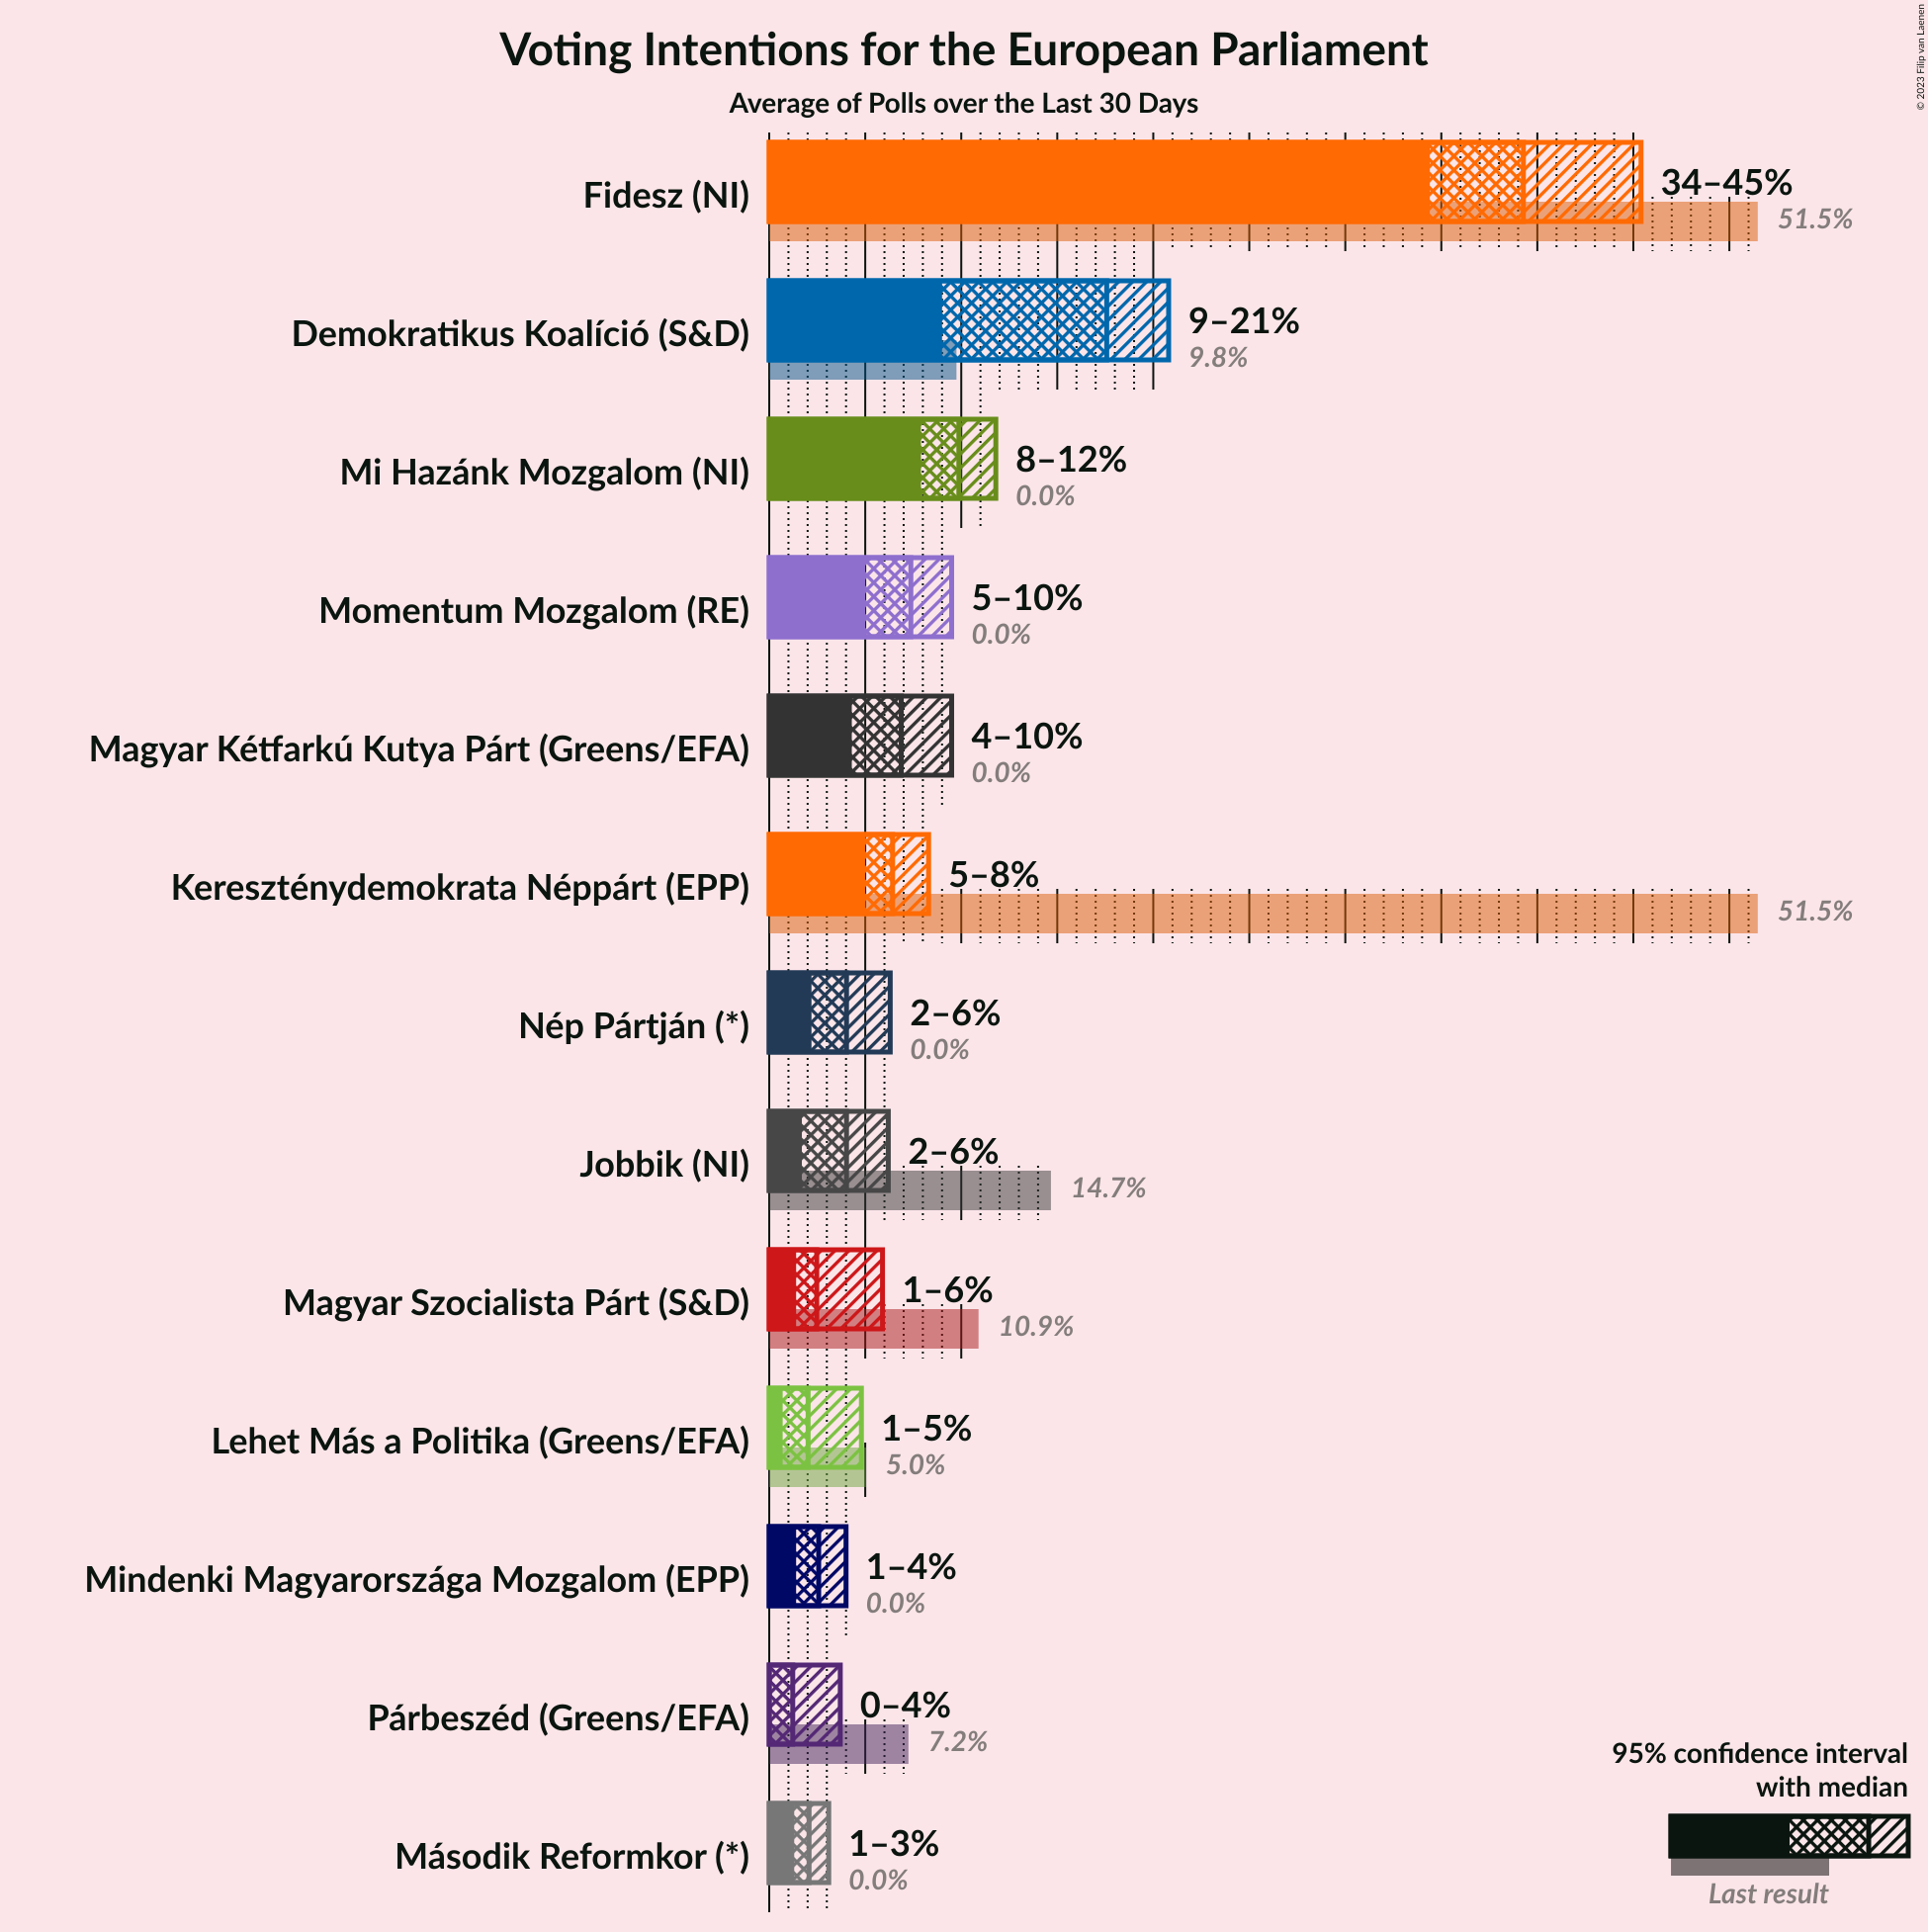 Voting Intentions for the European Parliament
Average of Polls over the Last 30 Days
© 2023 Filip van Laenen
Fidesz (NI)
34–45%
51.5%
Demokratikus Koalíció (S&D)
9–21%
9.8%
Mi Hazánk Mozgalom (NI)
8–12%
0.0%
Momentum Mozgalom (RE)
5–10%
0.0%
Magyar Kétfarkú Kutya Párt (Greens/EFA)
4–10%
0.0%
Kereszténydemokrata Néppárt (EPP)
5–8%
51.5%
Nép Pártján (*)
2–6%
0.0%
Jobbik (NI)
2–6%
14.7%
Magyar Szocialista Párt (S&D)
1–6%
10.9%
Lehet Más a Politika (Greens/EFA)
1–5%
5.0%
Mindenki Magyarországa Mozgalom (EPP)
1–4%
0.0%
Párbeszéd (Greens/EFA)
0–4%
7.2%
Második Reformkor (*)
1–3%
0.0%
95% confidence interval
with median
Last result